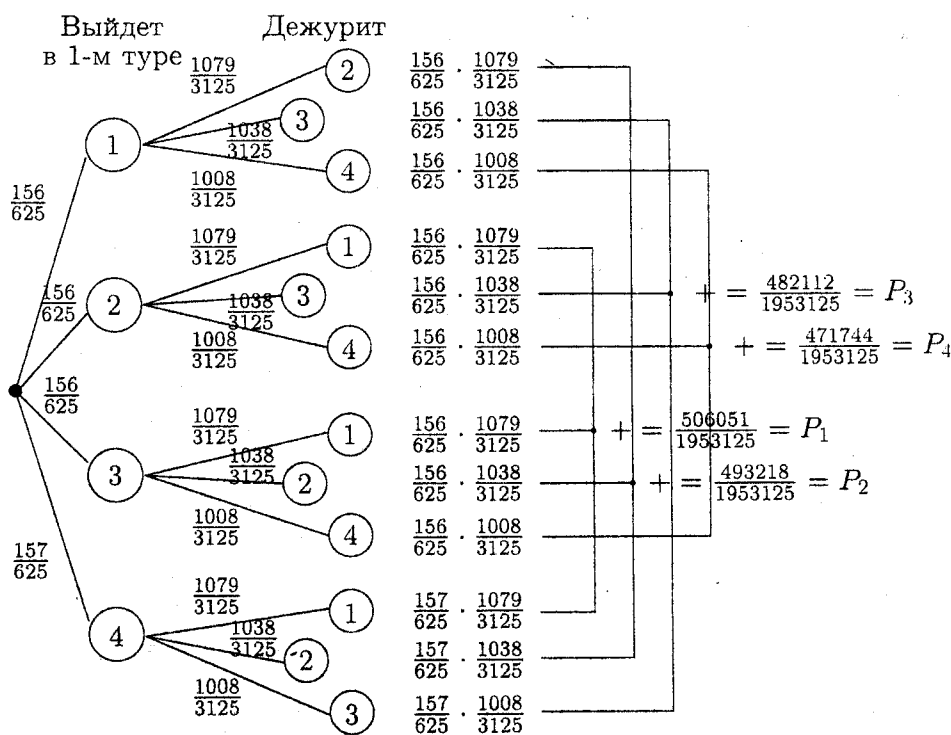 Выйдет Дежурит
в 1-м туре
1079/3125 2 156/625 · 1079/3125
1 1038/3125 3 156/625 · 1038/3125
1008/3125 4 156/625 · 1008/3125
156/625
1079/3125 1 156/625 · 1079/3125
156/625 2 1038/3125 3 156/625 · 1038/3125 + = 482112/1953125 = P₃
1008/3125 4 156/625 · 1008/3125 + = 471744/1953125 = P₄
156/625
1079/3125 1 156/625 · 1079/3125 + = 506051/1953125 = P₁
3 1038/3125 2 156/625 · 1038/3125 + = 493218/1953125 = P₂
1008/3125 4 156/625 · 1008/3125
157/625
1079/3125 1 157/625 · 1079/3125
4 1038/3125 2 157/625 · 1038/3125
1008/3125 3 157/625 · 1008/3125